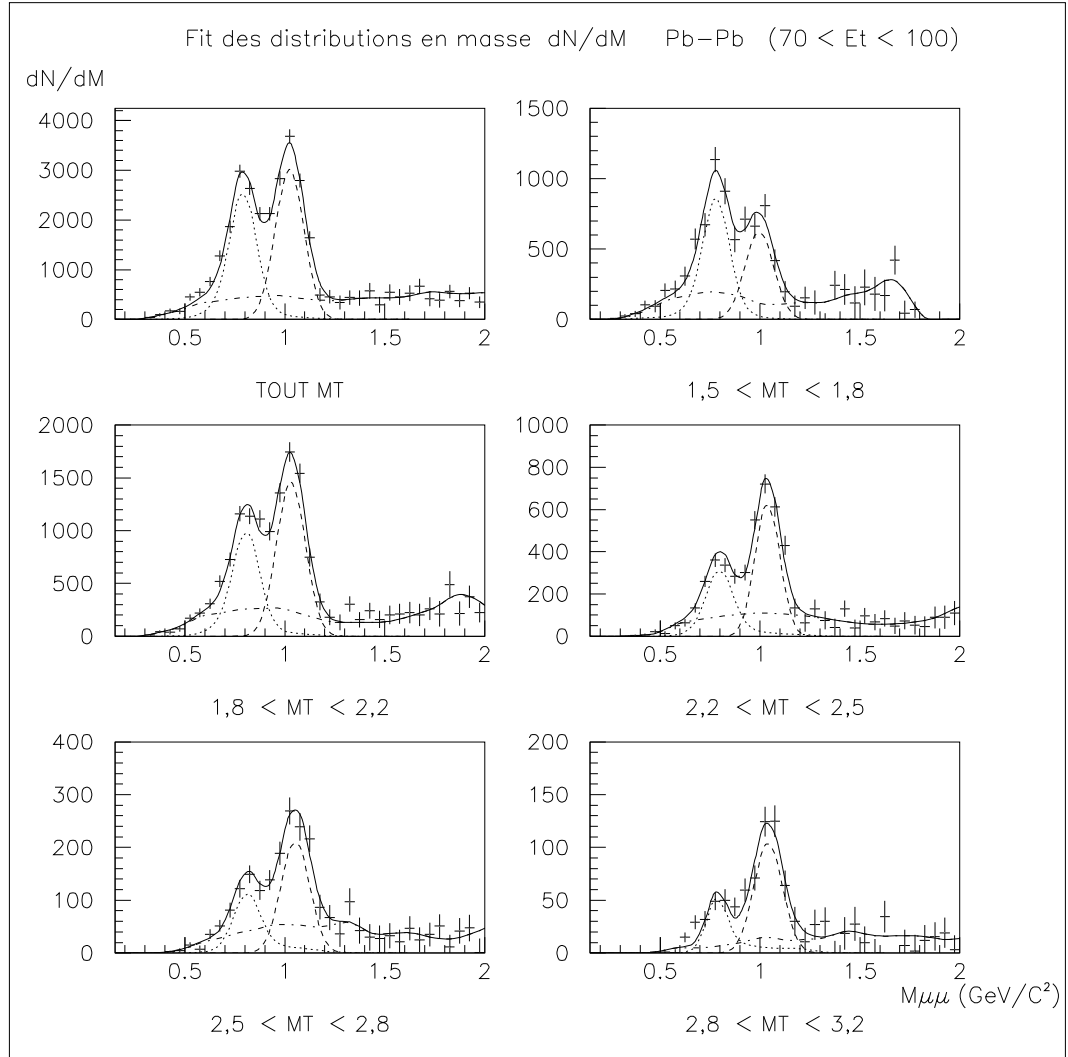 Fit des distributions en masse dN/dM Pb-Pb (70 < Et < 100)
dN/dM
4000
3000
2000
1000
0
0.5 1 1.5 2
TOUT MT
1500
1000
500
0
0.5 1 1.5 2
1,5 < MT < 1,8
2000
1500
1000
500
0
0.5 1 1.5 2
1,8 < MT < 2,2
1000
800
600
400
200
0
0.5 1 1.5 2
2,2 < MT < 2,5
400
300
200
100
0
0.5 1 1.5 2
2,5 < MT < 2,8
200
150
100
50
0
0.5 1 1.5 2
Mμμ (GeV/C²)
2,8 < MT < 3,2